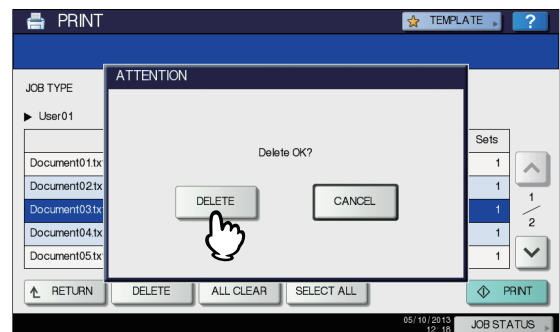 PRINT
TEMPLATE
?
ATTENTION
JOB TYPE
User01
Sets
Delete OK?
Document01.tx 1
Document02.tx 1
Document03.tx 1
Document04.tx 1
Document05.tx 1
1
2
DELETE CANCEL
RETURN DELETE ALL CLEAR SELECT ALL PRINT
05/10/2013
12:18
JOB STATUS